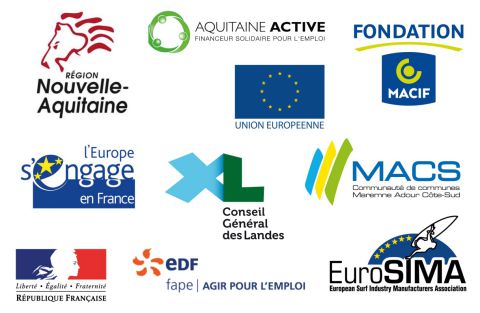 RÉGION
Nouvelle-
Aquitaine
AQUITAINE ACTIVE
FINANCEUR SOLIDAIRE POUR L'EMPLOI
FONDATION
MACIF
UNION EUROPEENNE
l'Europe
s'engage
en France
XL
Conseil
Général
des Landes
MACS
Communauté de communes
Maremne Adour Côte-Sud
Liberté • Égalité • Fraternité
RÉPUBLIQUE FRANÇAISE
eDF
fape | AGIR POUR L'EMPLOI
EuroSIMA
European Surf Industry Manufacturers Association